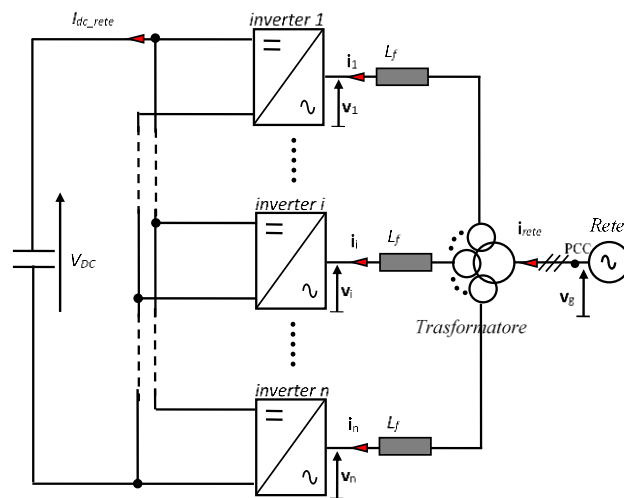 inverter 1
I_dc_rete
i_1
L_f
v_1
inverter i
i_i
L_f
i_rete
Rete
PCC
V_DC
v_i
v_g
Trasformatore
inverter n
i_n
L_f
v_n